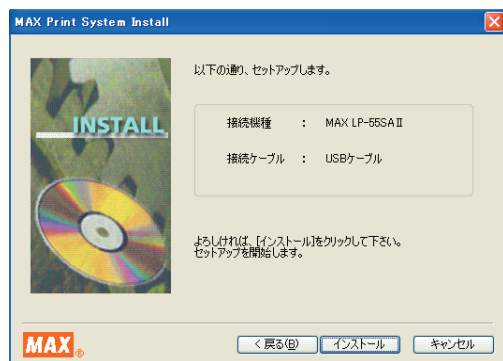 MAX Print System Install
以下の通り、セットアップします。
INSTALL
接続機種 : MAX LP-55SAⅡ
接続ケーブル : USBケーブル
よろしければ、[インストール]をクリックして下さい。
セットアップを開始します。
MAX®
< 戻る(B) インストール キャンセル